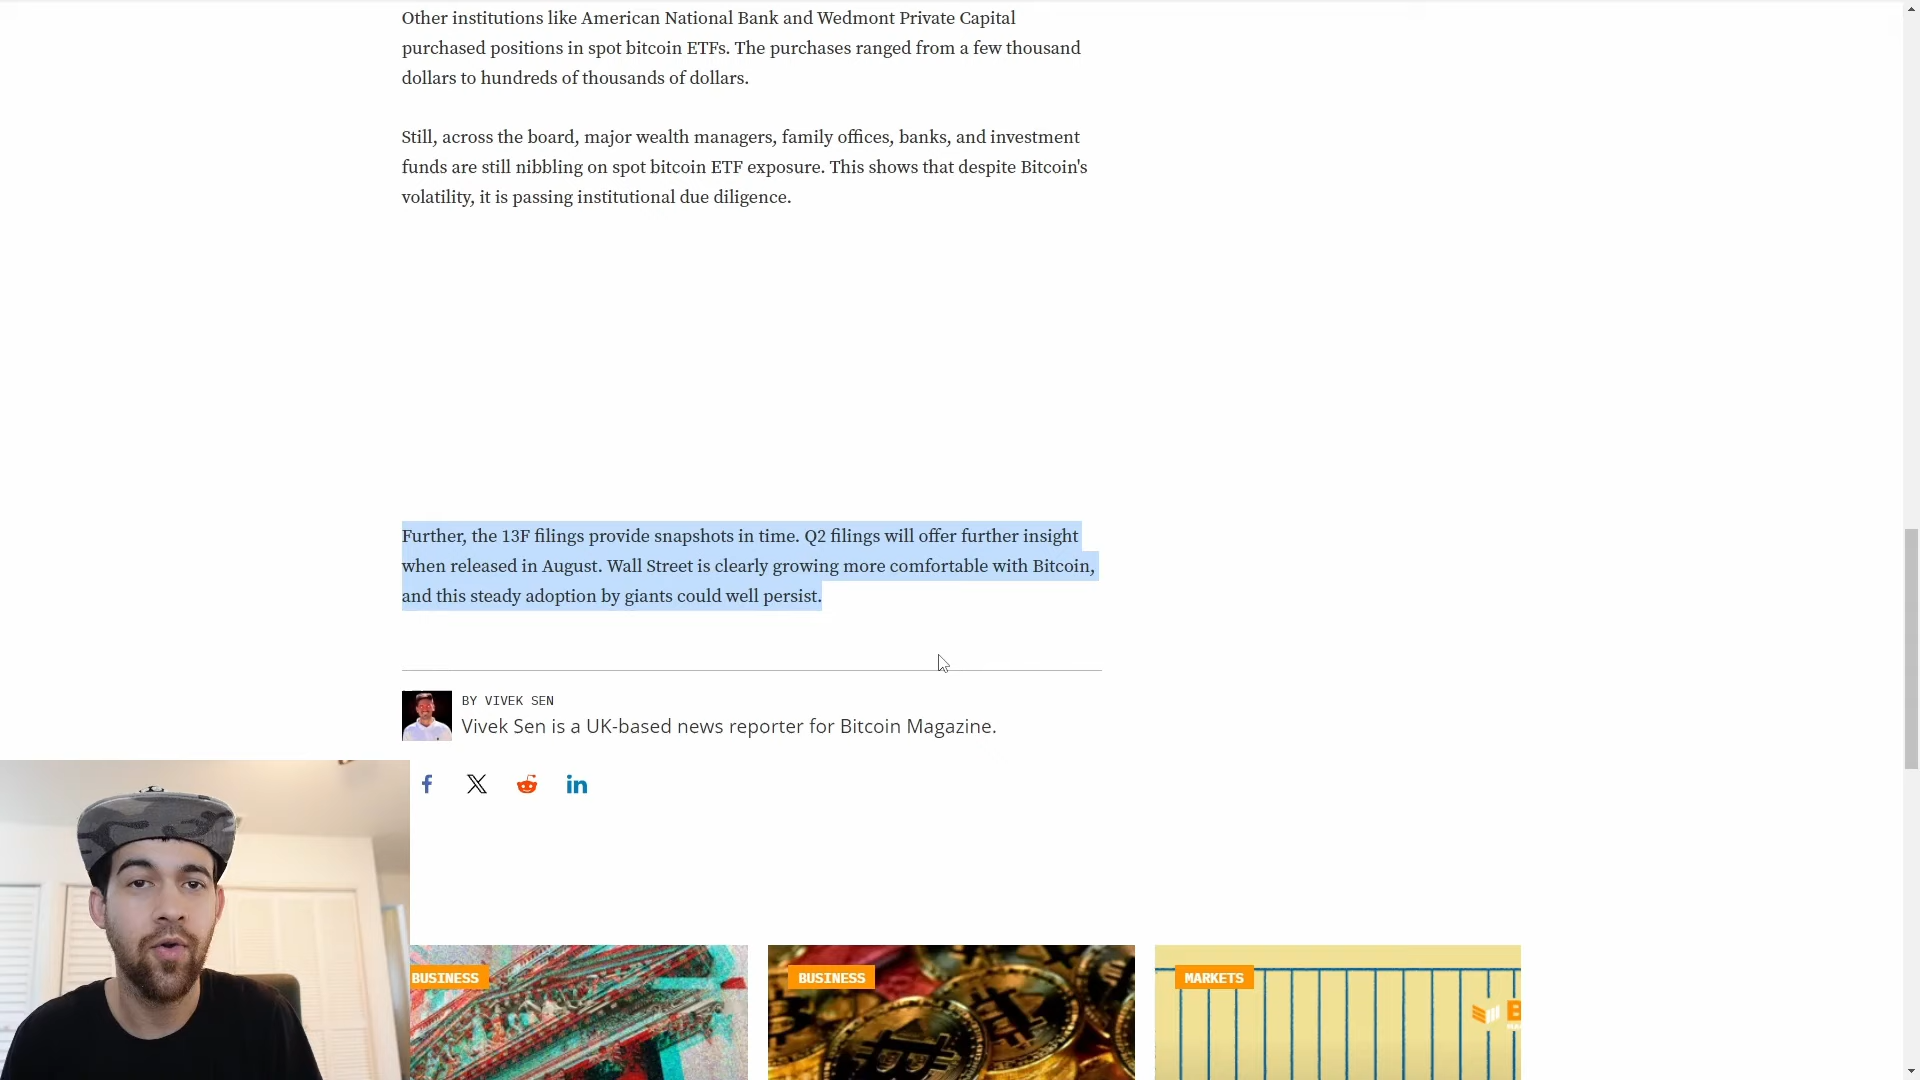 Other institutions like American National Bank and Wedmont Private Capital
purchased positions in spot bitcoin ETFs. The purchases ranged from a few thousand
dollars to hundreds of thousands of dollars.
Still, across the board, major wealth managers, family offices, banks, and investment
funds are still nibbling on spot bitcoin ETF exposure. This shows that despite Bitcoin's
volatility, it is passing institutional due diligence.
Further, the 13F filings provide snapshots in time. Q2 filings will offer further insight
when released in August. Wall Street is clearly growing more comfortable with Bitcoin,
and this steady adoption by giants could well persist.
BY VIVEK SEN
Vivek Sen is a UK-based news reporter for Bitcoin Magazine.
BUSINESS
BUSINESS
MARKETS